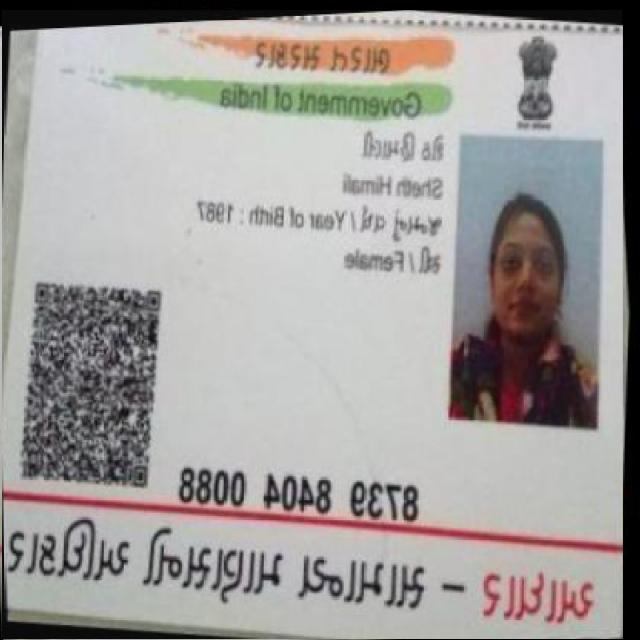 ભારત સરકાર
Government of India
શેઠ હિમાલી
Sheth Himali
જન્મનું વર્ષ / Year of Birth : 1987
સ્ત્રી / Female
8739 8404 0088
આધાર – સામાન્ય માણસનો અધિકાર